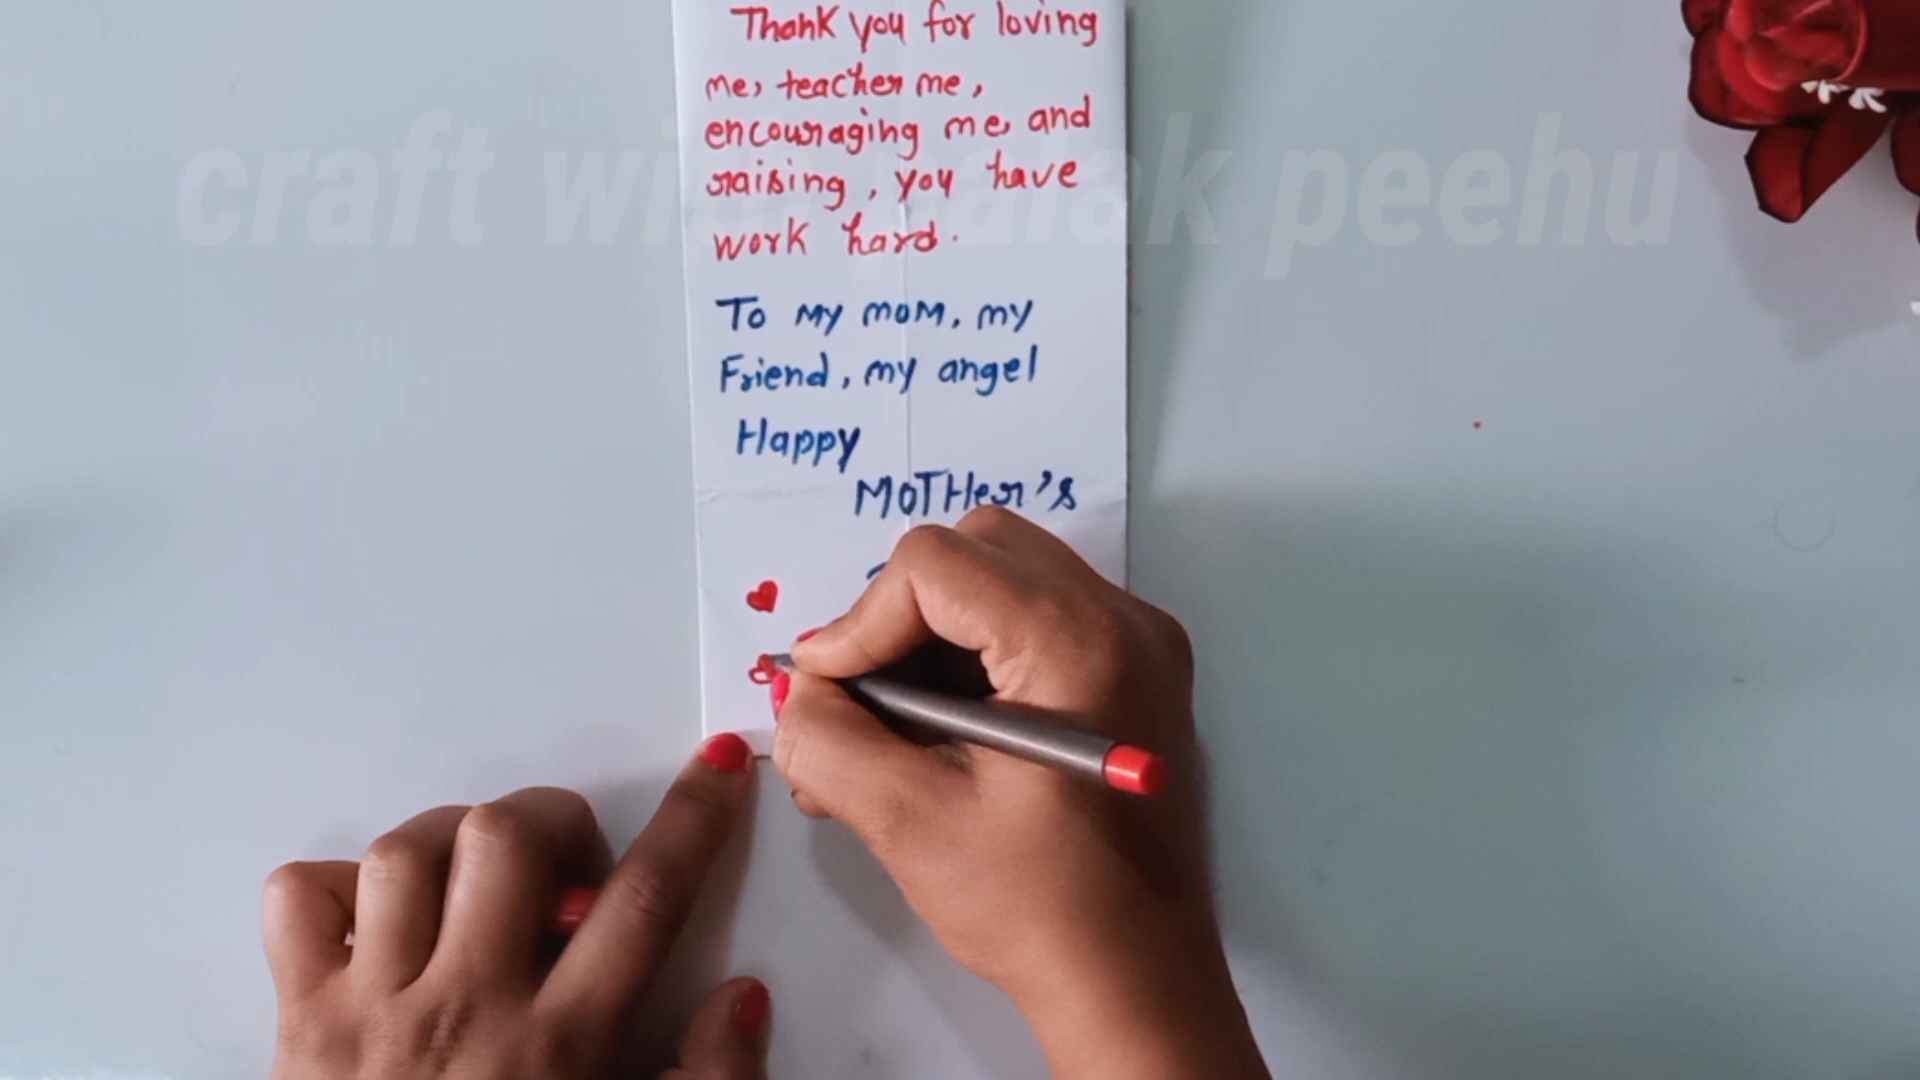 Thank you for loving
me, teacher me,
encouraging me, and
raising, you have
work hard.
To My moM, my
Friend, my angel
Happy
MOTHer's
craft with palak peehu